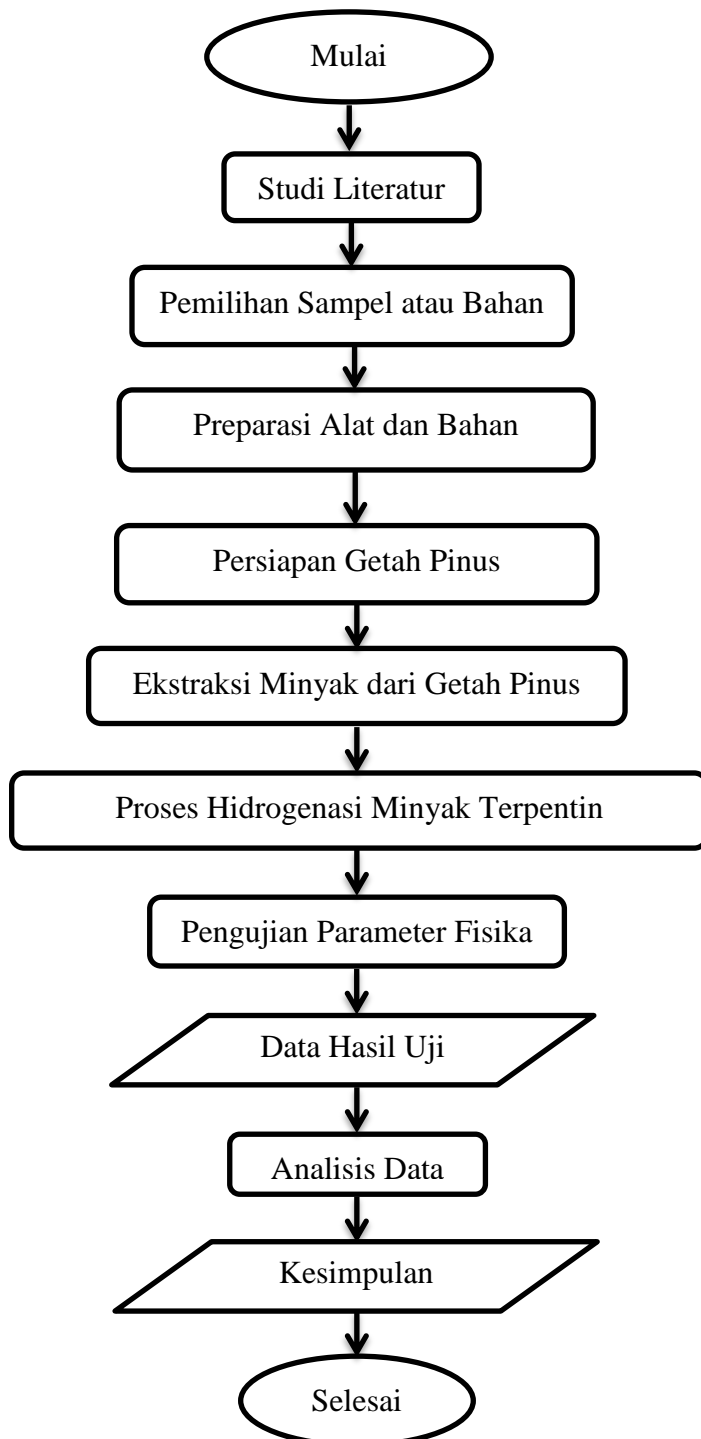 Mulai
Studi Literatur
Pemilihan Sampel atau Bahan
Preparasi Alat dan Bahan
Persiapan Getah Pinus
Ekstraksi Minyak dari Getah Pinus
Proses Hidrogenasi Minyak Terpentin
Pengujian Parameter Fisika
Data Hasil Uji
Analisis Data
Kesimpulan
Selesai